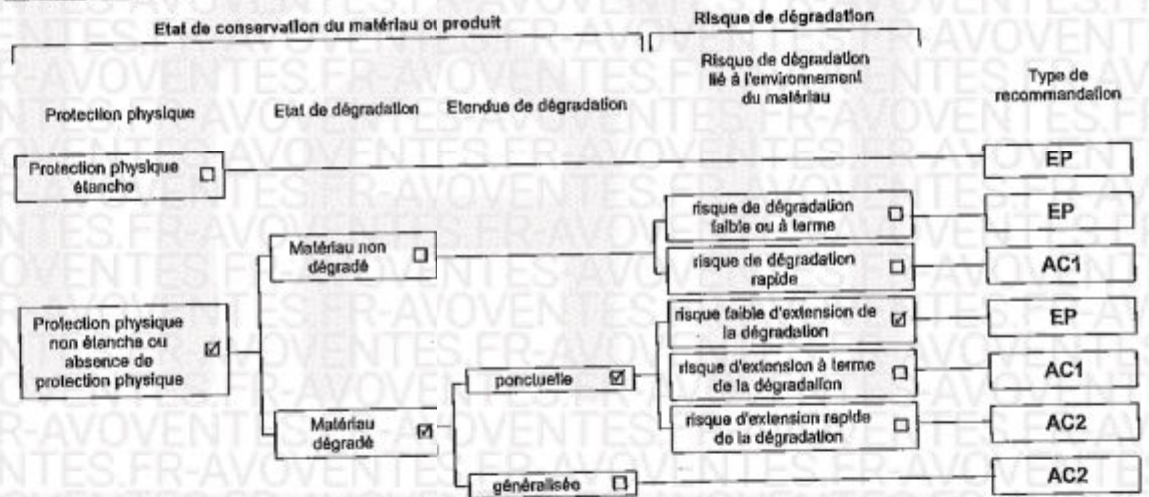 Etat de conservation du matériau ot produit
Risque de dégradation
Risque de dégradation
lié à l'environnement
du matériau
Type de
recommandation
Protection physique
Etat de dégradation
Etendue de dégradation
Protection physique
étanche
EP
risque de dégradation
faible ou à terme
EP
Matériau non
dégradé
risque de dégradation
rapide
AC1
Protection physique
non étanche ou
absence de
protection physique
risque faible d'extension de
la dégradation
EP
ponctuelle
risque d'extension à terme
de la dégradation
AC1
Matériau
dégradé
risque d'extension rapide
de la dégradation
AC2
généralisée
AC2